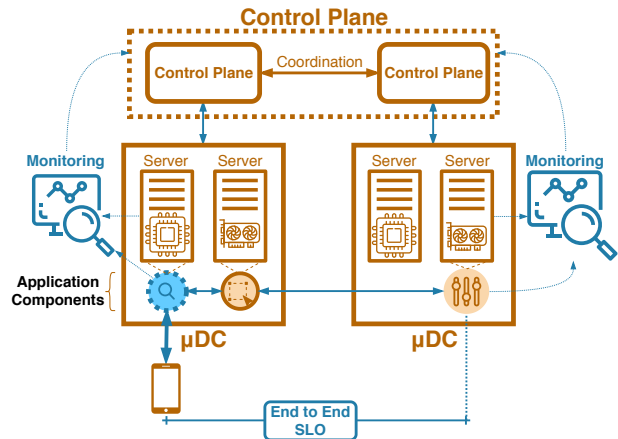 Control Plane
Coordination
Control Plane
Control Plane
Monitoring
Server
Server
Server
Server
Monitoring
Application
Components
µDC
µDC
End to End
SLO